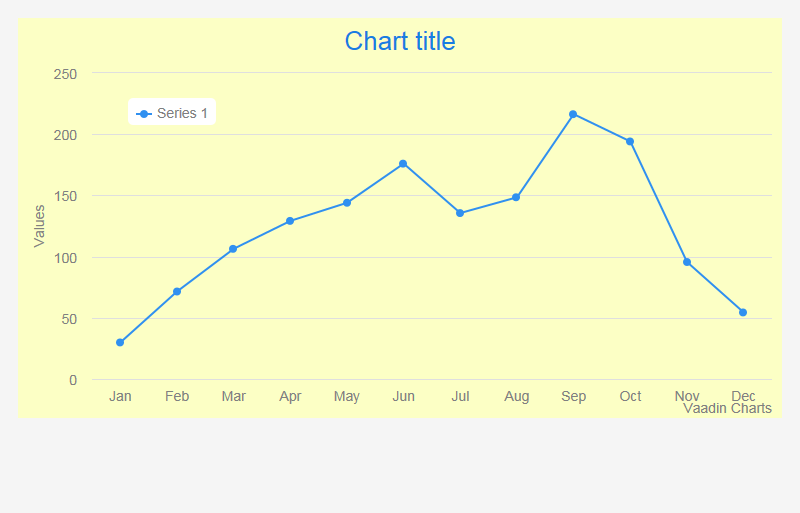 Chart title
250
Series 1
200
150
Values
100
50
0
Jan Feb Mar Apr May Jun Jul Aug Sep Oct Nov Dec
Vaadin Charts